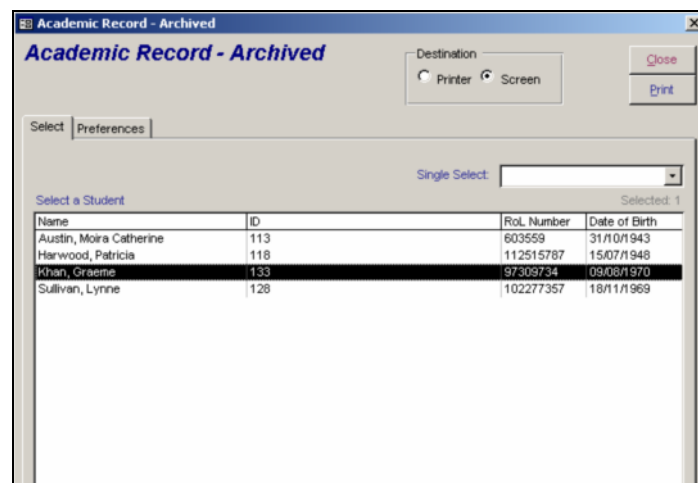 Academic Record - Archived
Academic Record - Archived
Destination
Printer Screen
Close
Print
Select Preferences
Single Select:
Select a Student Selected: 1
Name ID RoL Number Date of Birth
Austin, Moira Catherine 113 603559 31/10/1943
Harwood, Patricia 118 112515787 15/07/1948
Khan, Graeme 133 97309734 09/08/1970
Sullivan, Lynne 128 102277357 18/11/1969